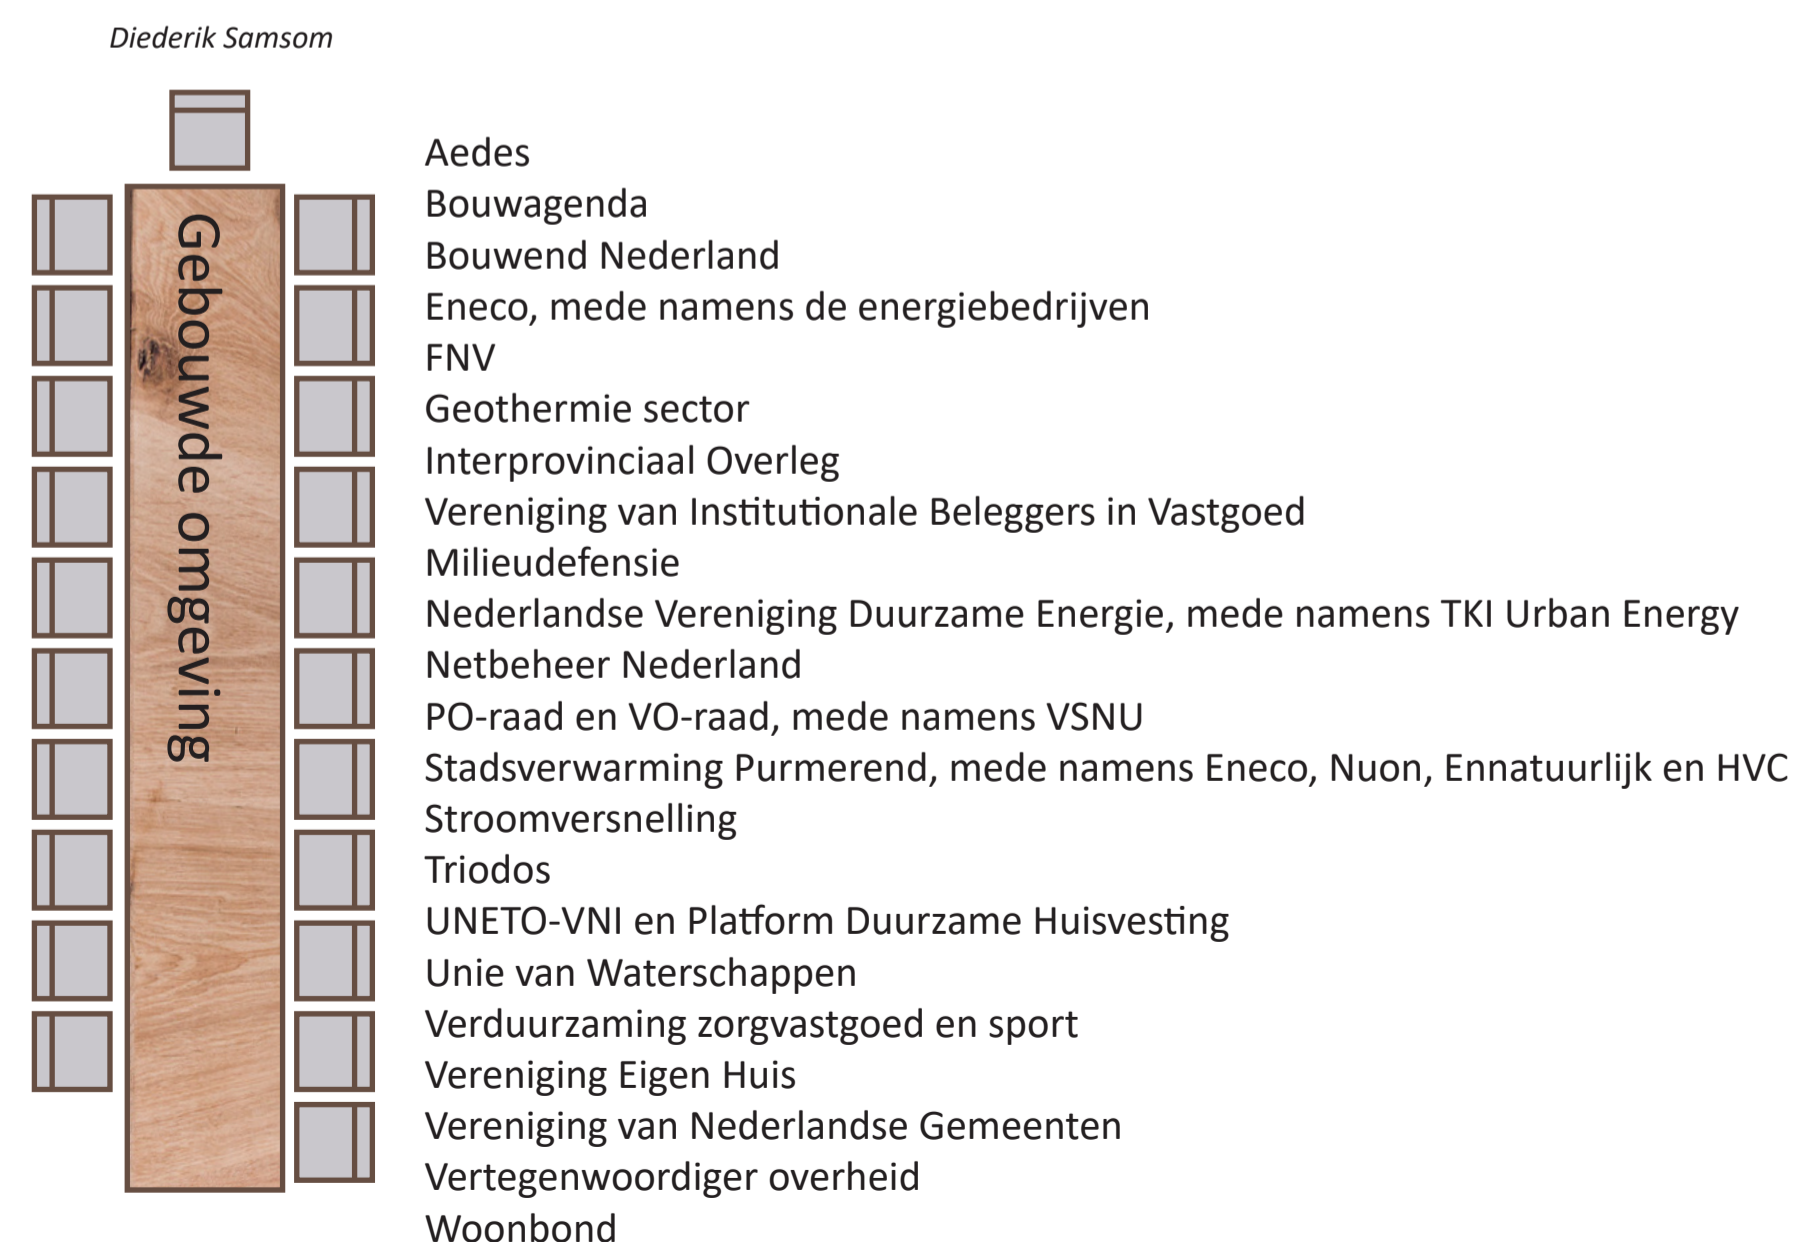 Diederik Samsom
Gebouwde omgeving
Aedes
Bouwagenda
Bouwend Nederland
Eneco, mede namens de energiebedrijven
FNV
Geothermie sector
Interprovinciaal Overleg
Vereniging van Institutionale Beleggers in Vastgoed
Milieudefensie
Nederlandse Vereniging Duurzame Energie, mede namens TKI Urban Energy
Netbeheer Nederland
PO-raad en VO-raad, mede namens VSNU
Stadsverwarming Purmerend, mede namens Eneco, Nuon, Ennatuurlijk en HVC
Stroomversnelling
Triodos
UNETO-VNI en Platform Duurzame Huisvesting
Unie van Waterschappen
Verduurzaming zorgvastgoed en sport
Vereniging Eigen Huis
Vereniging van Nederlandse Gemeenten
Vertegenwoordiger overheid
Woonbond